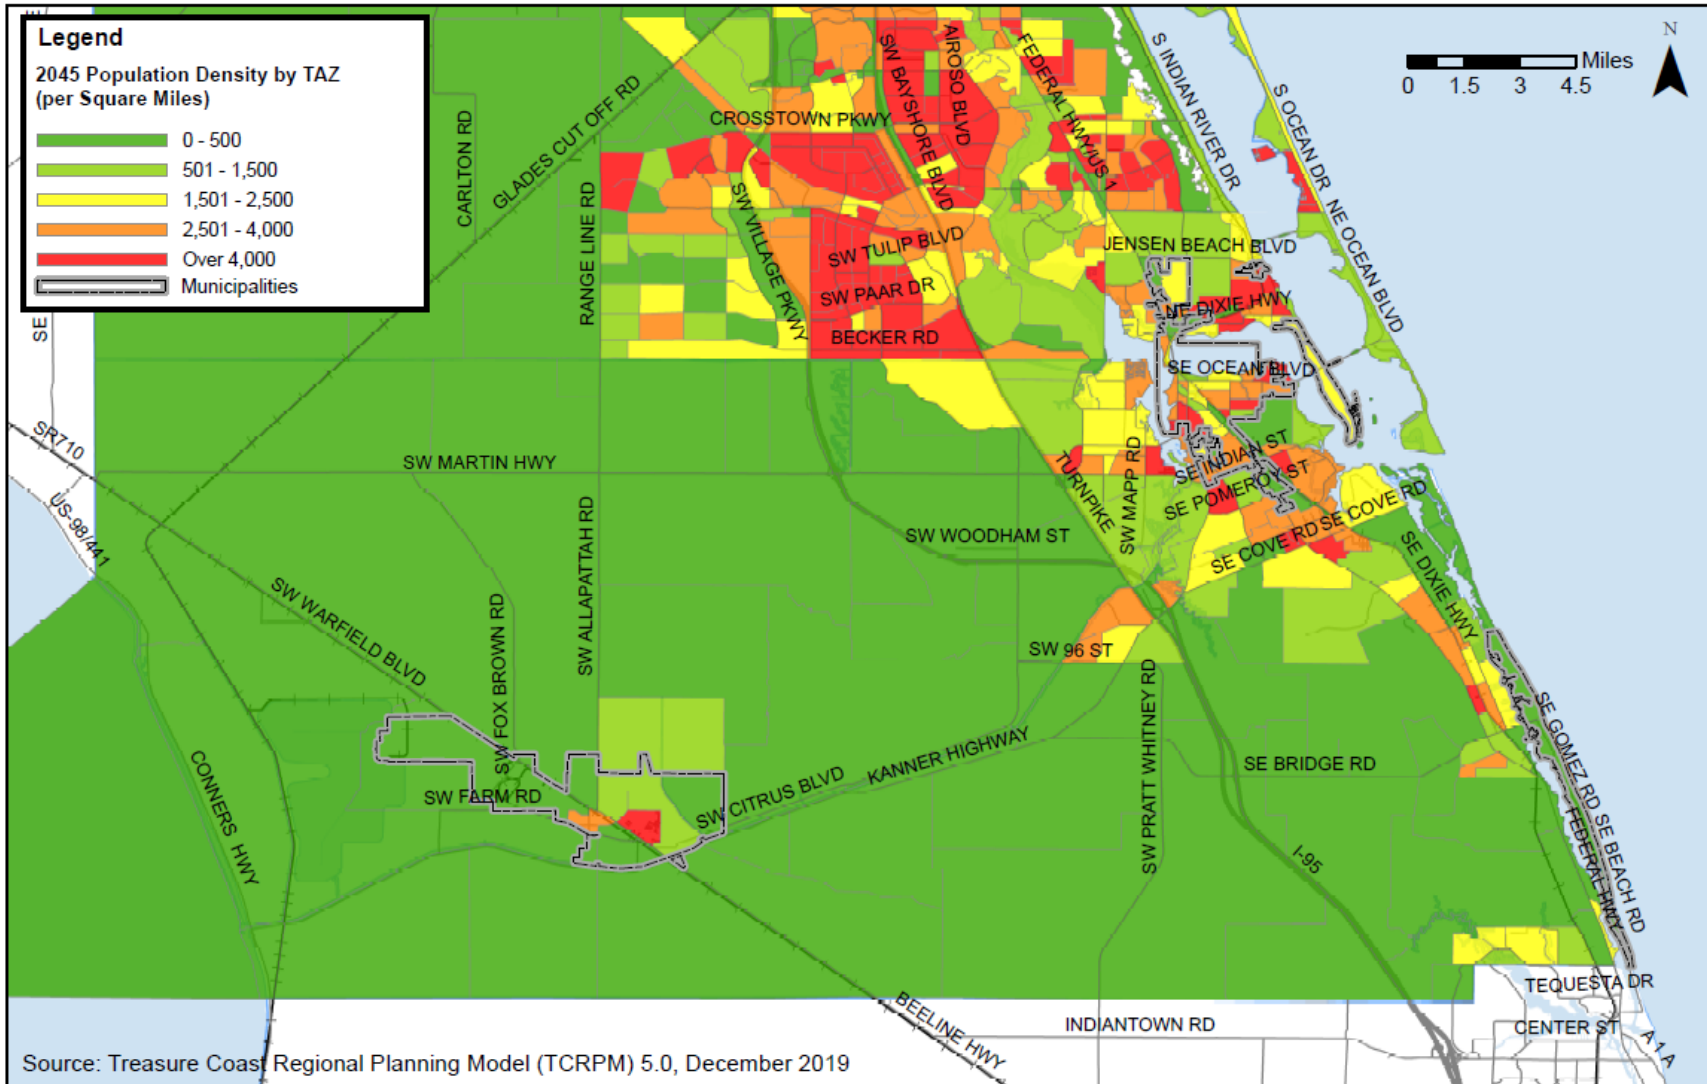 Legend
2045 Population Density by TAZ
(per Square Miles)
0 - 500
501 - 1,500
1,501 - 2,500
2,501 - 4,000
Over 4,000
Municipalities
N
Miles
0 1.5 3 4.5
SE
CARLTON RD
GLADES CUT OFF RD
RANGE LINE RD
CROSSTOWN PKWY
SW BAYSHORE BLVD
AIROSO BLVD
FEDERAL HWY/US 1
S INDIAN RIVER DR
S OCEAN DR
NE OCEAN BLVD
SW VILLAGE PKWY
SW TULIP BLVD
SW PAAR DR
BECKER RD
JENSEN BEACH BLVD
NE DIXIE HWY
SE OCEAN BLVD
SR710
US-98/441
SW MARTIN HWY
SW ALLAPATTAH RD
SW WOODHAM ST
TURNPIKE
SW MAPP RD
SE INDIAN ST
SE POMEROY ST
SE COVE RD
SE COVE RD
SE DIXIE HWY
SW WARFIELD BLVD
SW FOX BROWN RD
SW 96 ST
SW PRATT WHITNEY RD
CONNERS HWY
SW FARM RD
SW CITRUS BLVD
KANNER HIGHWAY
SE BRIDGE RD
SE GOMEZ RD
SE BEACH RD
FEDERAL HWY
I-95
BEELINE HWY
INDIANTOWN RD
TEQUESTA DR
CENTER ST
A 1 A
Source: Treasure Coast Regional Planning Model (TCRPM) 5.0, December 2019